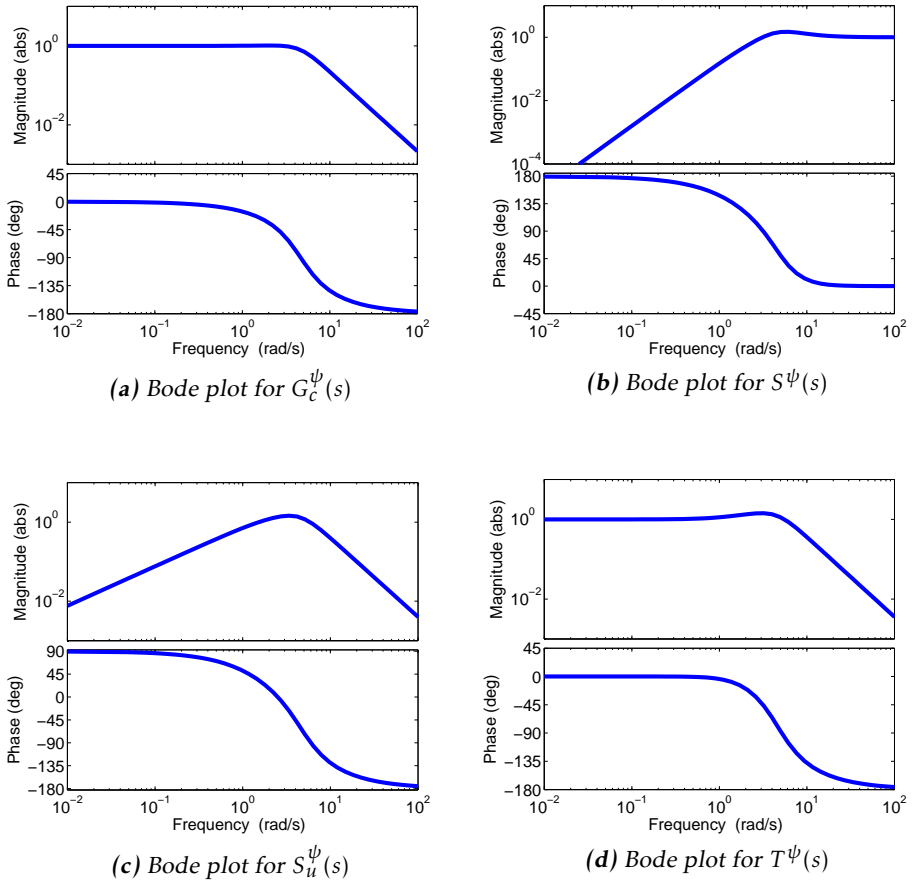 Magnitude (abs)
10^0
10^-2
Phase (deg)
45
0
-45
-90
-135
-180
10^-2 10^-1 10^0 10^1 10^2
Frequency (rad/s)
(a) Bode plot for G_c^ψ(s)
Magnitude (abs)
10^0
10^-2
10^-4
Phase (deg)
180
135
90
45
0
-45
10^-2 10^-1 10^0 10^1 10^2
Frequency (rad/s)
(b) Bode plot for S^ψ(s)
Magnitude (abs)
10^0
10^-2
Phase (deg)
90
45
0
-45
-90
-135
-180
10^-2 10^-1 10^0 10^1 10^2
Frequency (rad/s)
(c) Bode plot for S_u^ψ(s)
Magnitude (abs)
10^0
10^-2
Phase (deg)
45
0
-45
-90
-135
-180
10^-2 10^-1 10^0 10^1 10^2
Frequency (rad/s)
(d) Bode plot for T^ψ(s)